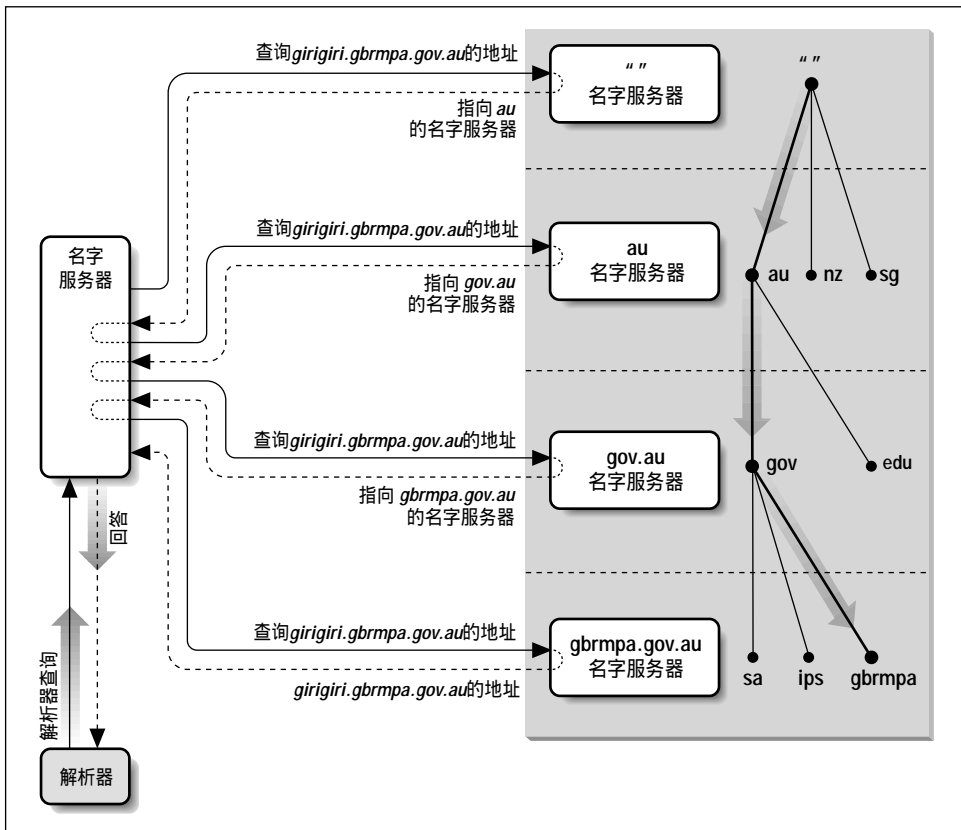 查询girigiri.gbrmpa.gov.au的地址
“ ”
名字服务器
“ ”
指向 au
的名字服务器
查询girigiri.gbrmpa.gov.au的地址
au
名字服务器
名字
服务器
指向 gov.au
的名字服务器
au
nz
sg
查询girigiri.gbrmpa.gov.au的地址
gov.au
名字服务器
gov
edu
指向 gbrmpa.gov.au
的名字服务器
回答
查询girigiri.gbrmpa.gov.au的地址
gbrmpa.gov.au
名字服务器
girigiri.gbrmpa.gov.au的地址
sa
ips
gbrmpa
解析器查询
解析器